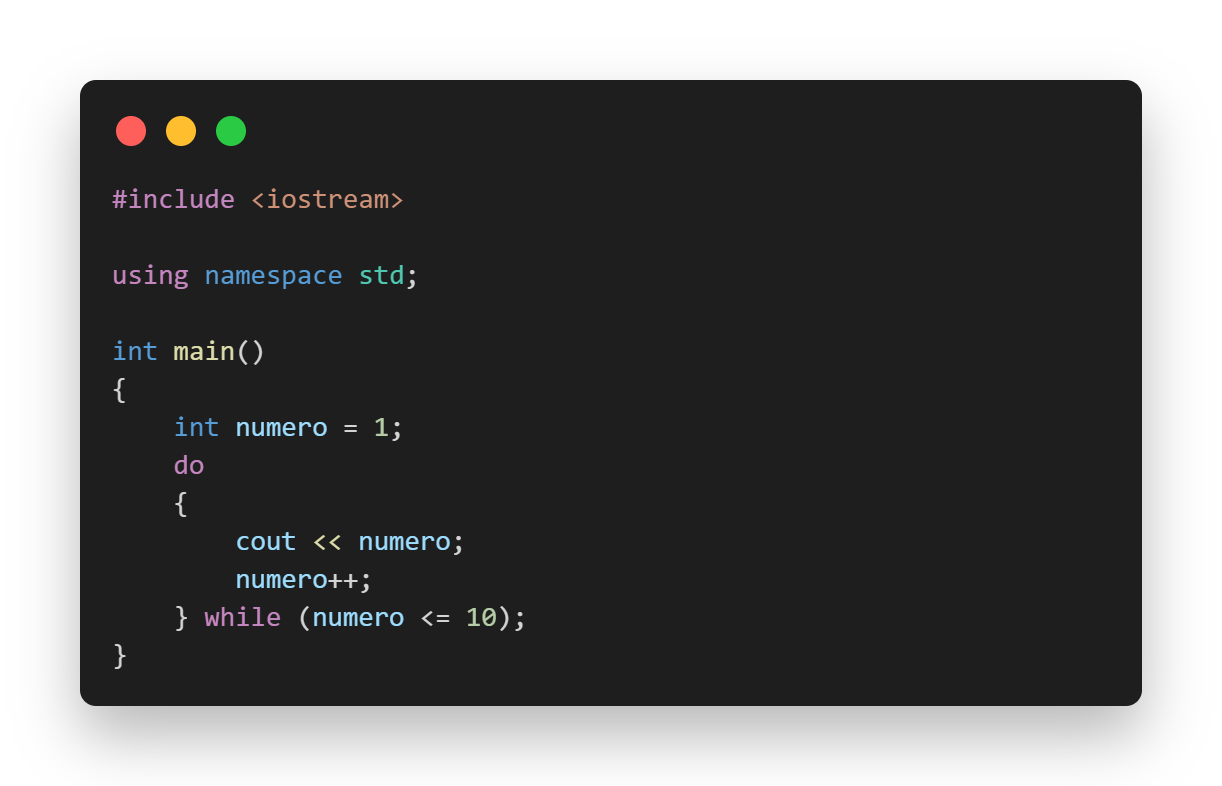 #include <iostream>
using namespace std;
int main()
{
    int numero = 1;
    do
    {
        cout << numero;
        numero++;
    } while (numero <= 10);
}